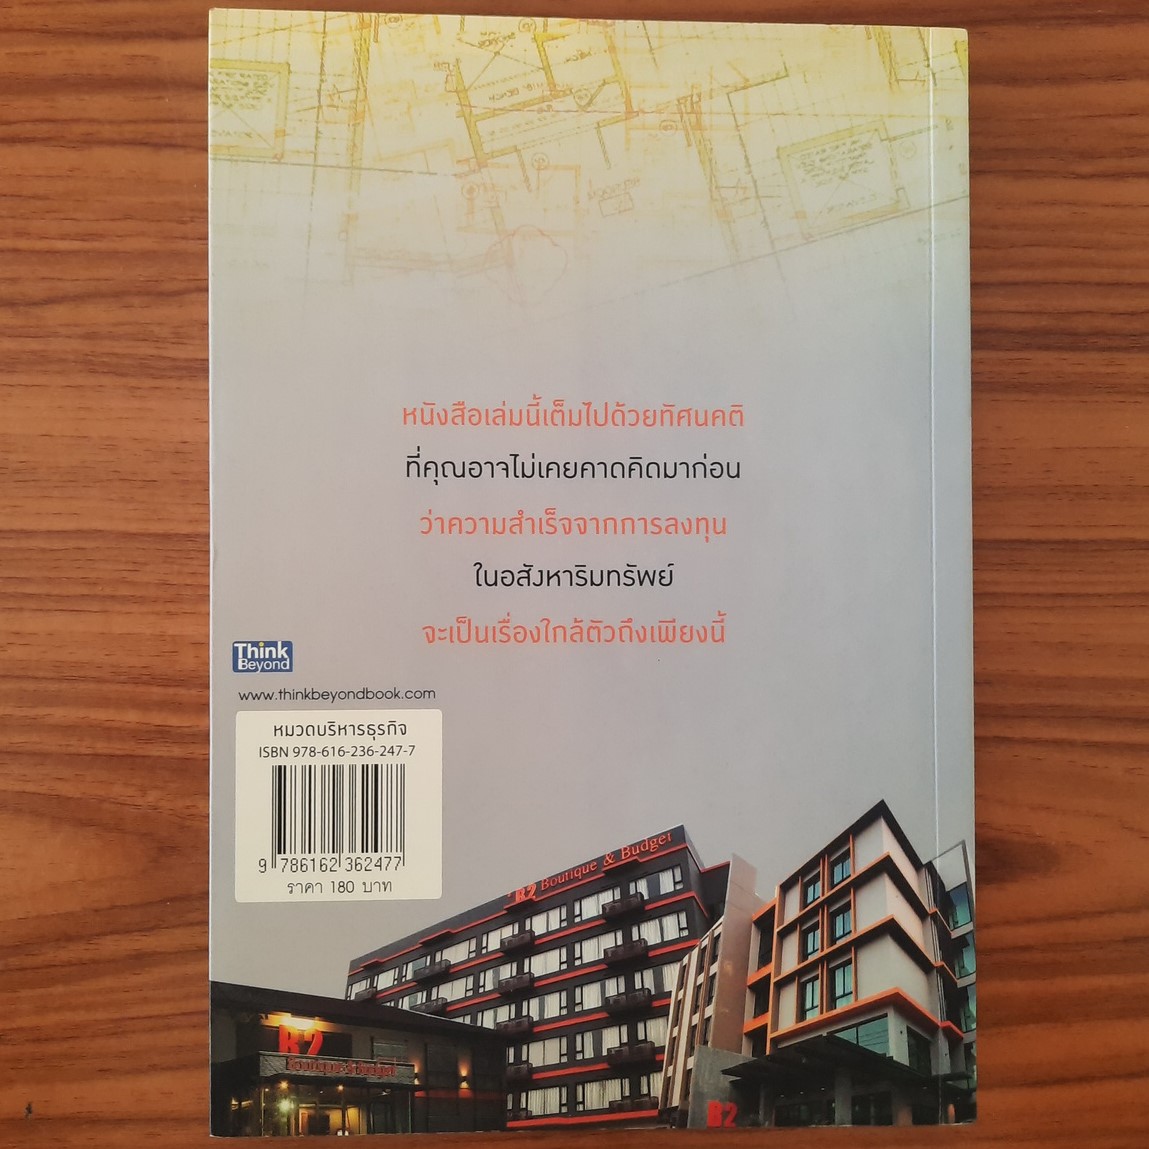 หนังสือเล่มนี้เต็มไปด้วยทัศนคติ
ที่คุณอาจไม่เคยคาดคิดมาก่อน
ว่าความสำเร็จจากการลงทุน
ในอสังหาริมทรัพย์
จะเป็นเรื่องใกล้ตัวถึงเพียงนี้
Think
Beyond
www.thinkbeyondbook.com
หมวดบริหารธุรกิจ
ISBN 978-616-236-247-7
9 786162 362477
ราคา 180 บาท
B2 Boutique & Budget
B2
Boutique & Budget
B2